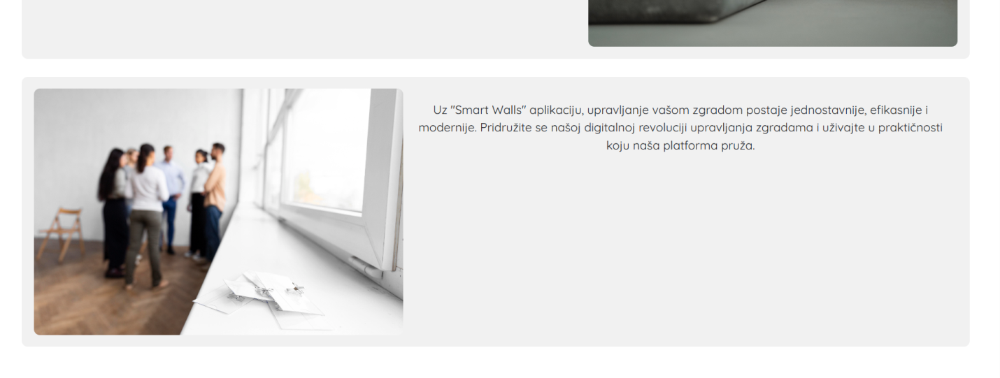 Uz "Smart Walls" aplikaciju, upravljanje vašom zgradom postaje jednostavnije, efikasnije i
modernije. Pridružite se našoj digitalnoj revoluciji upravljanja zgradama i uživajte u praktičnosti
koju naša platforma pruža.